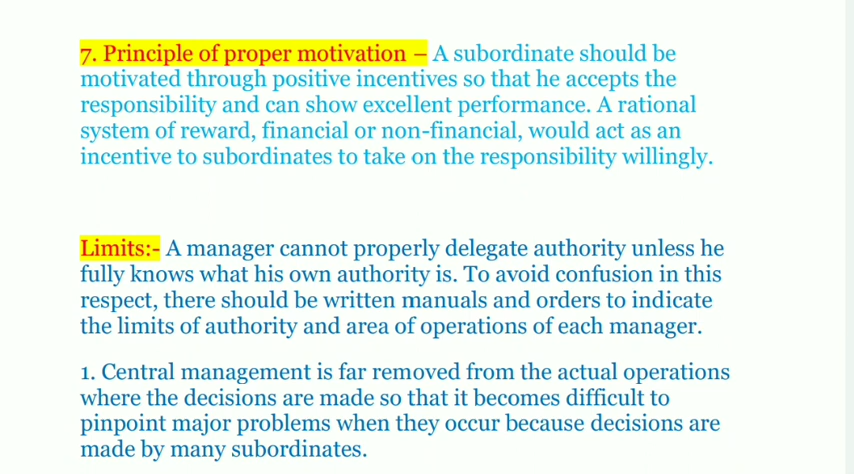 7. Principle of proper motivation – A subordinate should be
motivated through positive incentives so that he accepts the
responsibility and can show excellent performance. A rational
system of reward, financial or non-financial, would act as an
incentive to subordinates to take on the responsibility willingly.
Limits:- A manager cannot properly delegate authority unless he
fully knows what his own authority is. To avoid confusion in this
respect, there should be written manuals and orders to indicate
the limits of authority and area of operations of each manager.
1. Central management is far removed from the actual operations
where the decisions are made so that it becomes difficult to
pinpoint major problems when they occur because decisions are
made by many subordinates.